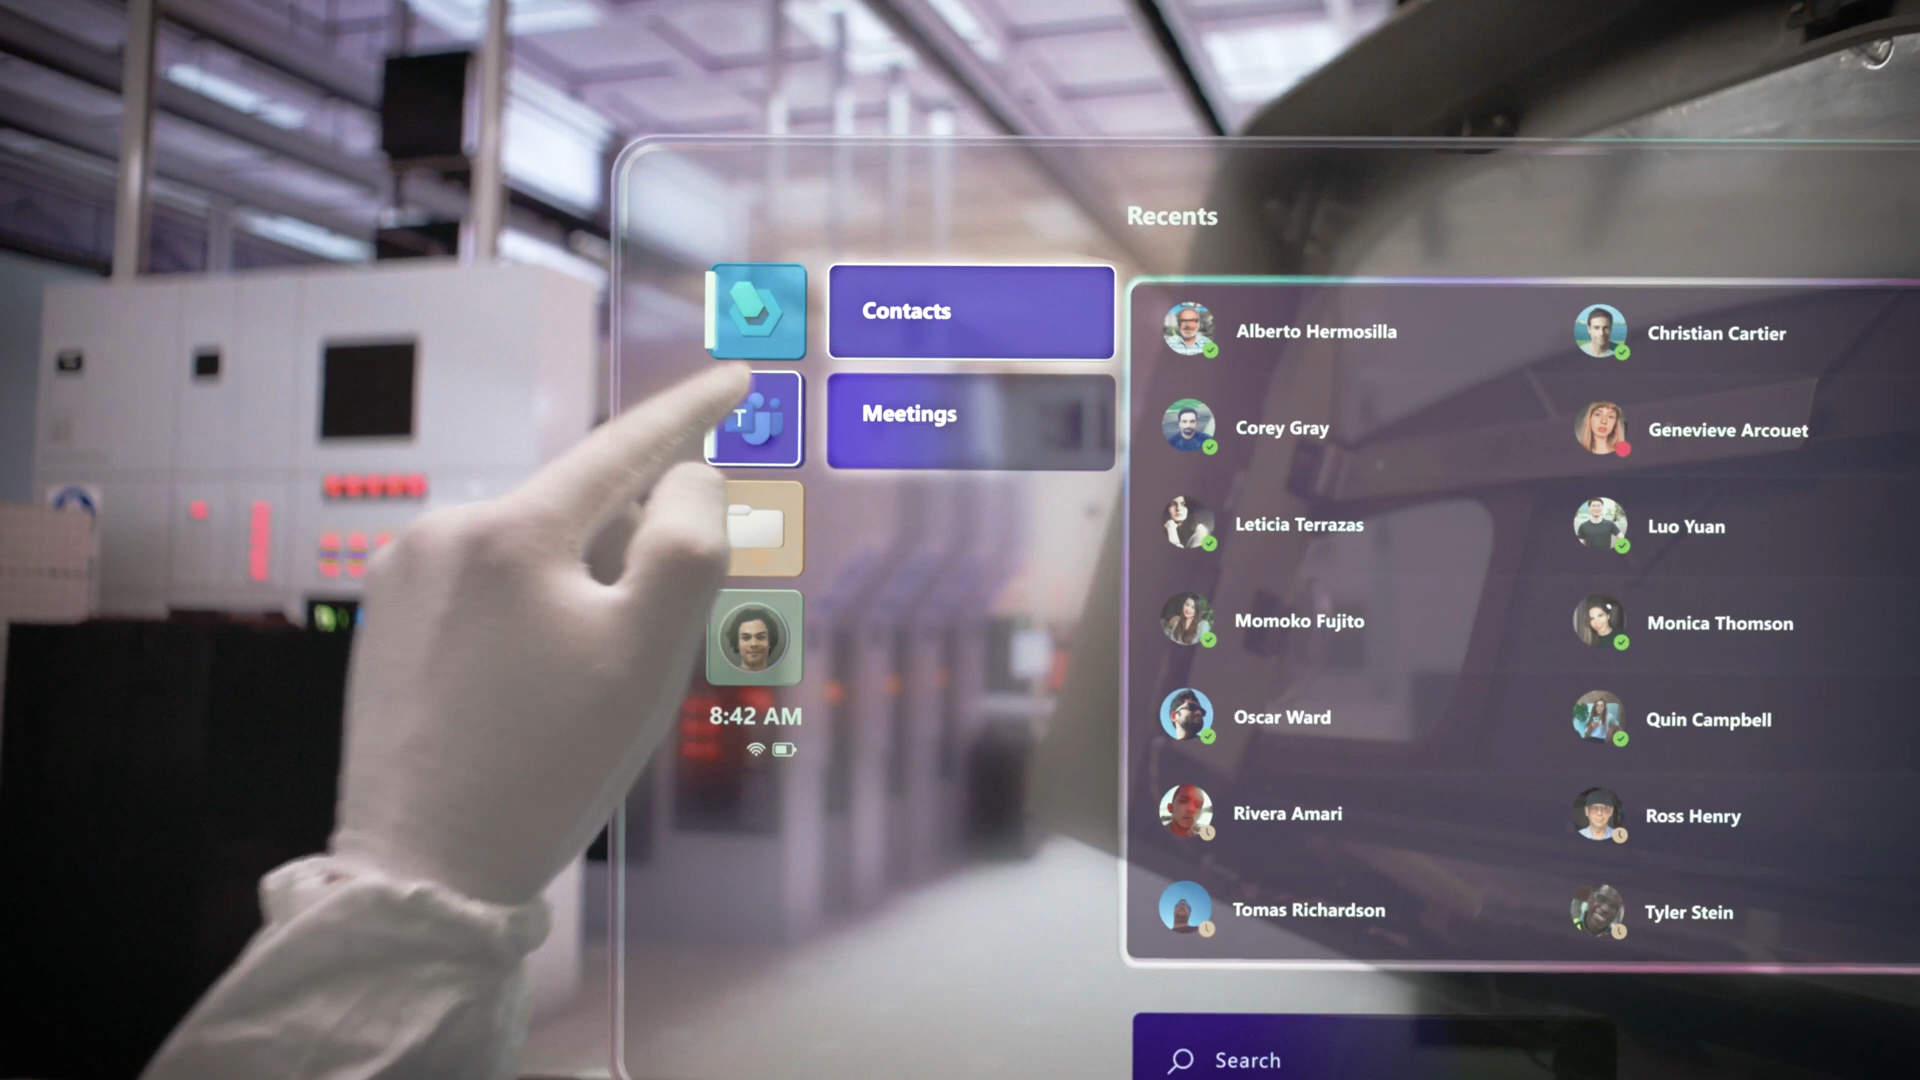 Recents
Contacts
Meetings
T
8:42 AM
Alberto Hermosilla
Christian Cartier
Corey Gray
Genevieve Arcouet
Leticia Terrazas
Luo Yuan
Momoko Fujito
Monica Thomson
Oscar Ward
Quin Campbell
Rivera Amari
Ross Henry
Tomas Richardson
Tyler Stein
Search